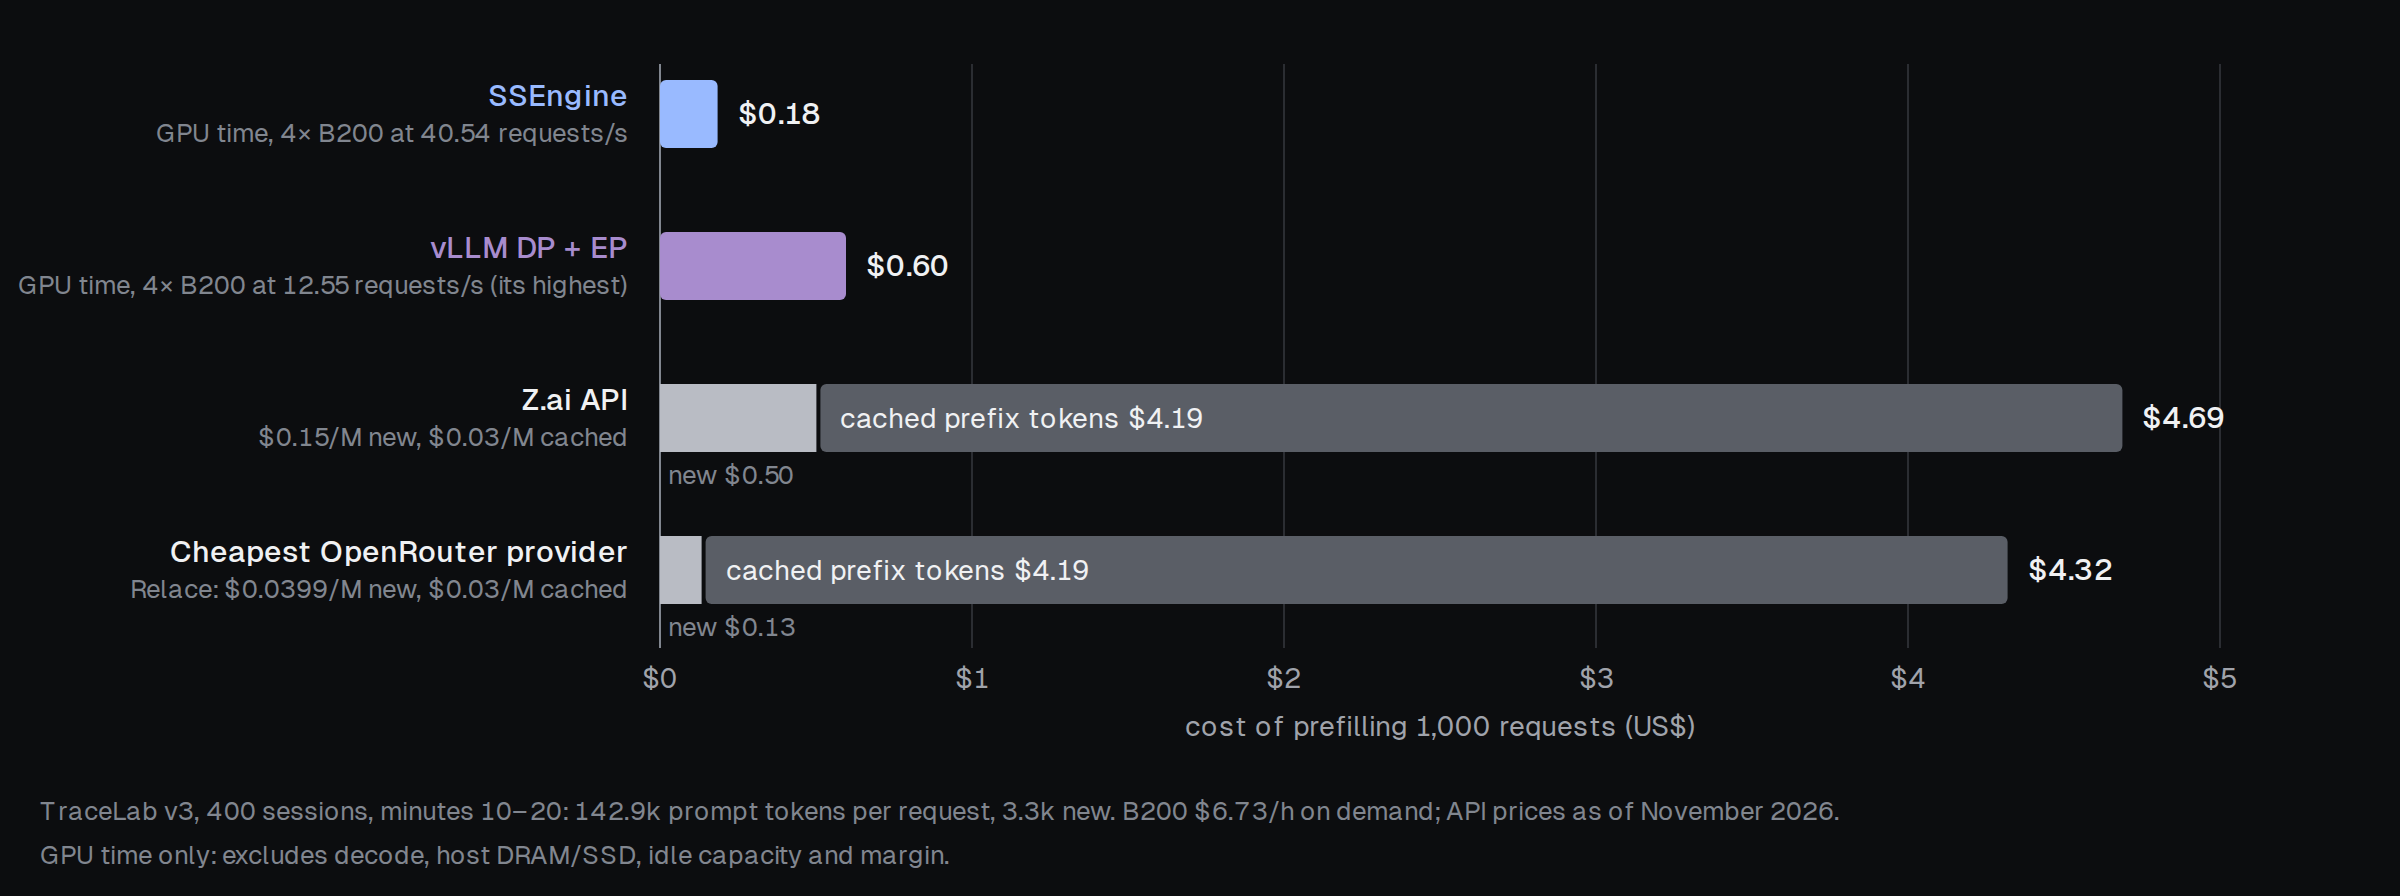 SSEngine
GPU time, 4× B200 at 40.54 requests/s
$0.18
vLLM DP + EP
GPU time, 4× B200 at 12.55 requests/s (its highest)
$0.60
Z.ai API
$0.15/M new, $0.03/M cached
cached prefix tokens $4.19
$4.69
new $0.50
Cheapest OpenRouter provider
Relace: $0.0399/M new, $0.03/M cached
cached prefix tokens $4.19
$4.32
new $0.13
$0 $1 $2 $3 $4 $5
cost of prefilling 1,000 requests (US$)
TraceLab v3, 400 sessions, minutes 10–20: 142.9k prompt tokens per request, 3.3k new. B200 $6.73/h on demand; API prices as of November 2026.
GPU time only: excludes decode, host DRAM/SSD, idle capacity and margin.